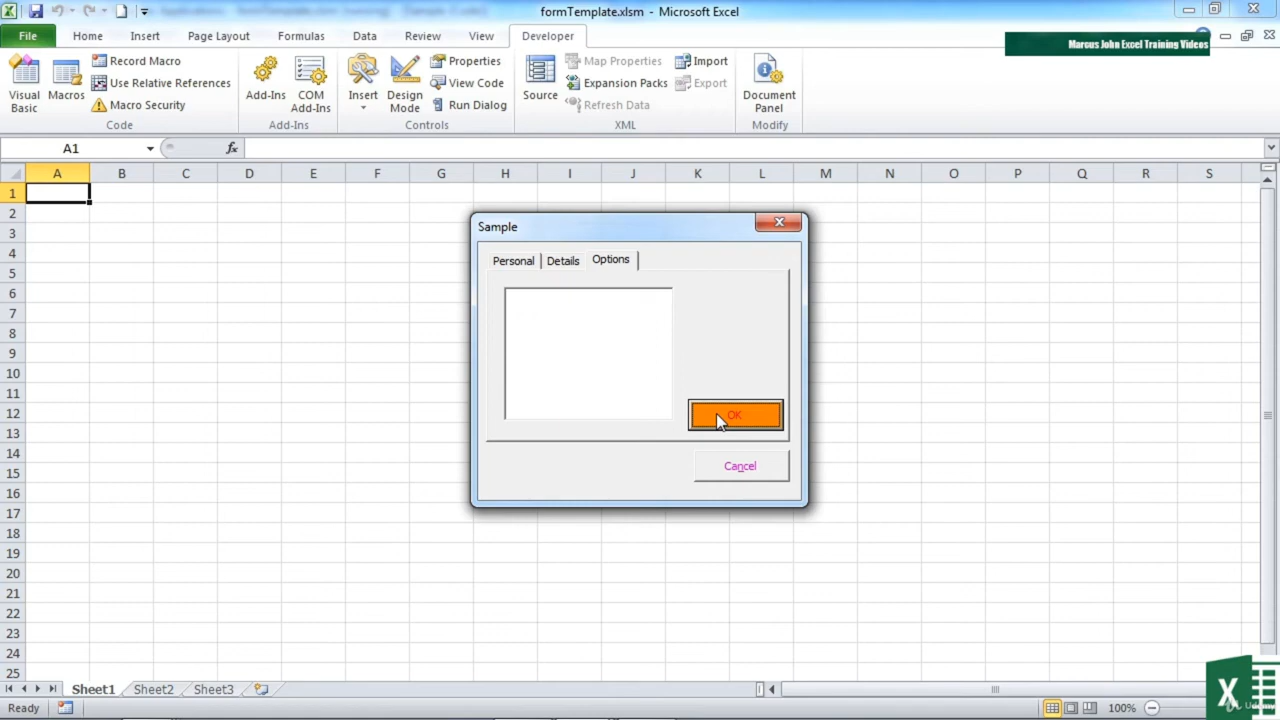 formTemplate.xlsm - Microsoft Excel
File Home Insert Page Layout Formulas Data Review View Developer
Marcus John Excel Training Videos
Visual Basic
Macros
Record Macro
Use Relative References
Macro Security
Code
Add-Ins
COM Add-Ins
Add-Ins
Insert
Design Mode
Properties
View Code
Run Dialog
Controls
Source
Map Properties
Expansion Packs
Refresh Data
Import
Export
XML
Document Panel
Modify
A1
fx
A B C D E F G H I J K L M N O P Q R S
1
2
3
4
5
6
7
8
9
10
11
12
13
14
15
16
17
18
19
20
21
22
23
24
25
Sample
Personal Details Options
OK
Cancel
Sheet1 Sheet2 Sheet3
Ready
100%
X